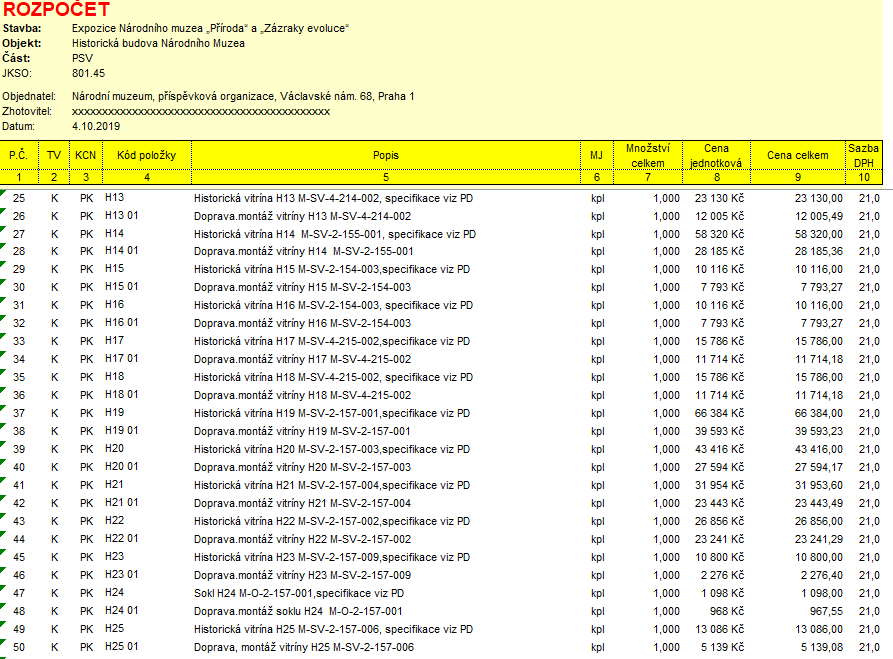 ROZPOČET
Stavba: Expozice Národního muzea „Příroda“ a „Zázraky evoluce“
Objekt: Historická budova Národního Muzea
Část: PSV
JKSO: 801.45
Objednatel: Národní muzeum, příspěvková organizace, Václavské nám. 68, Praha 1
Zhotovitel: xxxxxxxxxxxxxxxxxxxxxxxxxxxxxxxxxxxxxxxxxxx
Datum: 4.10.2019
P.Č. TV KCN Kód položky Popis MJ Množství celkem Cena jednotková Cena celkem Sazba DPH
1 2 3 4 5 6 7 8 9 10
25 K PK H13 Historická vitrína H13 M-SV-4-214-002, specifikace viz PD kpl 1,000 23 130 Kč 23 130,00 21,0
26 K PK H13 01 Doprava.montáž vitríny H13 M-SV-4-214-002 kpl 1,000 12 005 Kč 12 005,49 21,0
27 K PK H14 Historická vitrína H14 M-SV-2-155-001, specifikace viz PD kpl 1,000 58 320 Kč 58 320,00 21,0
28 K PK H14 01 Doprava.montáž vitríny H14 M-SV-2-155-001 kpl 1,000 28 185 Kč 28 185,36 21,0
29 K PK H15 Historická vitrína H15 M-SV-2-154-003,specifikace viz PD kpl 1,000 10 116 Kč 10 116,00 21,0
30 K PK H15 01 Doprava.montáž vitríny H15 M-SV-2-154-003 kpl 1,000 7 793 Kč 7 793,27 21,0
31 K PK H16 Historická vitrína H16 M-SV-2-154-003, specifikace viz PD kpl 1,000 10 116 Kč 10 116,00 21,0
32 K PK H16 01 Doprava.montáž vitríny H16 M-SV-2-154-003 kpl 1,000 7 793 Kč 7 793,27 21,0
33 K PK H17 Historická vitrína H17 M-SV-4-215-002,specifikace viz PD kpl 1,000 15 786 Kč 15 786,00 21,0
34 K PK H17 01 Doprava.montáž vitríny H17 M-SV-4-215-002 kpl 1,000 11 714 Kč 11 714,18 21,0
35 K PK H18 Historická vitrína H18 M-SV-4-215-002, specifikace viz PD kpl 1,000 15 786 Kč 15 786,00 21,0
36 K PK H18 01 Doprava.montáž vitríny H18 M-SV-4-215-002 kpl 1,000 11 714 Kč 11 714,18 21,0
37 K PK H19 Historická vitrína H19 M-SV-2-157-001,specifikace viz PD kpl 1,000 66 384 Kč 66 384,00 21,0
38 K PK H19 01 Doprava.montáž vitríny H19 M-SV-2-157-001 kpl 1,000 39 593 Kč 39 593,23 21,0
39 K PK H20 Historická vitrína H20 M-SV-2-157-003,specifikace viz PD kpl 1,000 43 416 Kč 43 416,00 21,0
40 K PK H20 01 Doprava.montáž vitríny H20 M-SV-2-157-003 kpl 1,000 27 594 Kč 27 594,17 21,0
41 K PK H21 Historická vitrína H21 M-SV-2-157-004,specifikace viz PD kpl 1,000 31 954 Kč 31 953,60 21,0
42 K PK H21 01 Doprava.montáž vitríny H21 M-SV-2-157-004 kpl 1,000 23 443 Kč 23 443,49 21,0
43 K PK H22 Historická vitrína H22 M-SV-2-157-002,specifikace viz PD kpl 1,000 26 856 Kč 26 856,00 21,0
44 K PK H22 01 Doprava.montáž vitríny H22 M-SV-2-157-002 kpl 1,000 23 241 Kč 23 241,29 21,0
45 K PK H23 Historická vitrína H23 M-SV-2-157-009,specifikace viz PD kpl 1,000 10 800 Kč 10 800,00 21,0
46 K PK H23 01 Doprava.montáž vitríny H23 M-SV-2-157-009 kpl 1,000 2 276 Kč 2 276,40 21,0
47 K PK H24 Sokl H24 M-O-2-157-001,specifikace viz PD kpl 1,000 1 098 Kč 1 098,00 21,0
48 K PK H24 01 Doprava.montáž soklu H24 M-O-2-157-001 kpl 1,000 968 Kč 967,55 21,0
49 K PK H25 Historická vitrína H25 M-SV-2-157-006, specifikace viz PD kpl 1,000 13 086 Kč 13 086,00 21,0
50 K PK H25 01 Doprava, montáž vitríny H25 M-SV-2-157-006 kpl 1,000 5 139 Kč 5 139,08 21,0